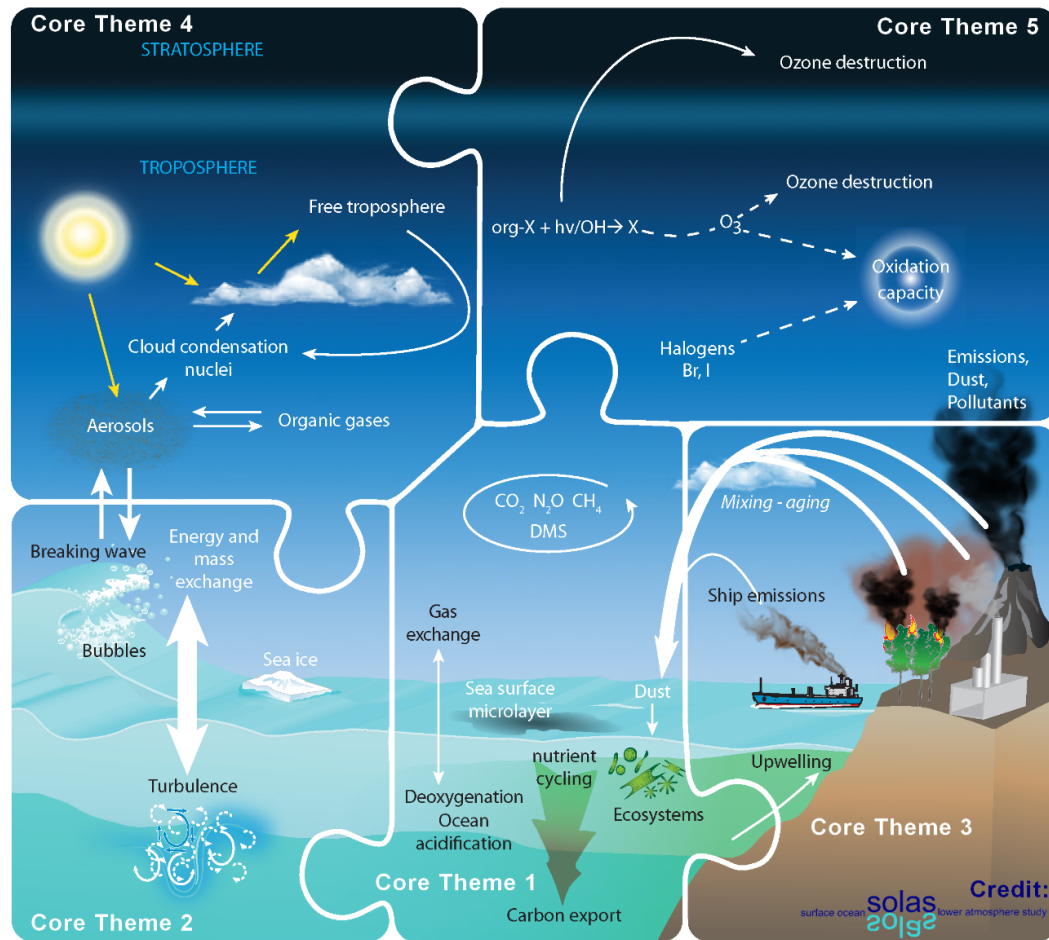 Core Theme 4
STRATOSPHERE
TROPOSPHERE
Free troposphere
Cloud condensation
nuclei
Aerosols
Organic gases
Core Theme 5
Ozone destruction
Ozone destruction
org-X + hv/OH→ X
O3
Oxidation
capacity
Halogens
Br, I
Emissions,
Dust,
Pollutants
Breaking wave
Energy and
mass
exchange
Bubbles
Sea ice
Turbulence
Core Theme 2
CO2 N2O CH4
DMS
Gas
exchange
Sea surface
microlayer
Dust
nutrient
cycling
Ecosystems
Deoxygenation
Ocean
acidification
Core Theme 1
Carbon export
Mixing - aging
Ship emissions
Upwelling
Core Theme 3
Credit:
surface ocean solas lower atmosphere study
solas